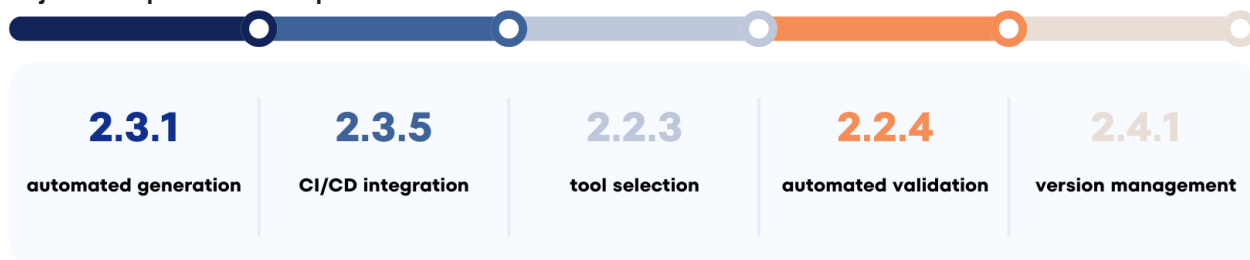 2.3.1
automated generation
2.3.5
CI/CD integration
2.2.3
tool selection
2.2.4
automated validation
2.4.1
version management